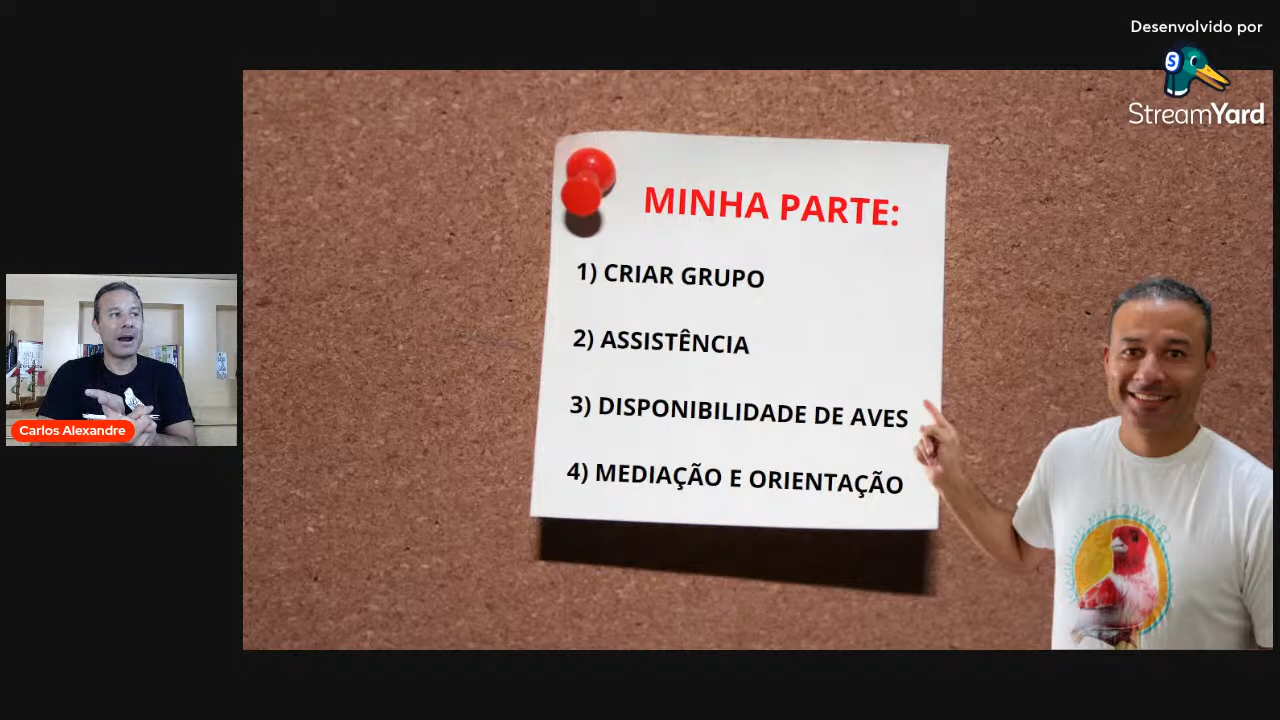 Desenvolvido por
StreamYard
MINHA PARTE:
1) CRIAR GRUPO
2) ASSISTÊNCIA
3) DISPONIBILIDADE DE AVES
4) MEDIAÇÃO E ORIENTAÇÃO
Carlos Alexandre